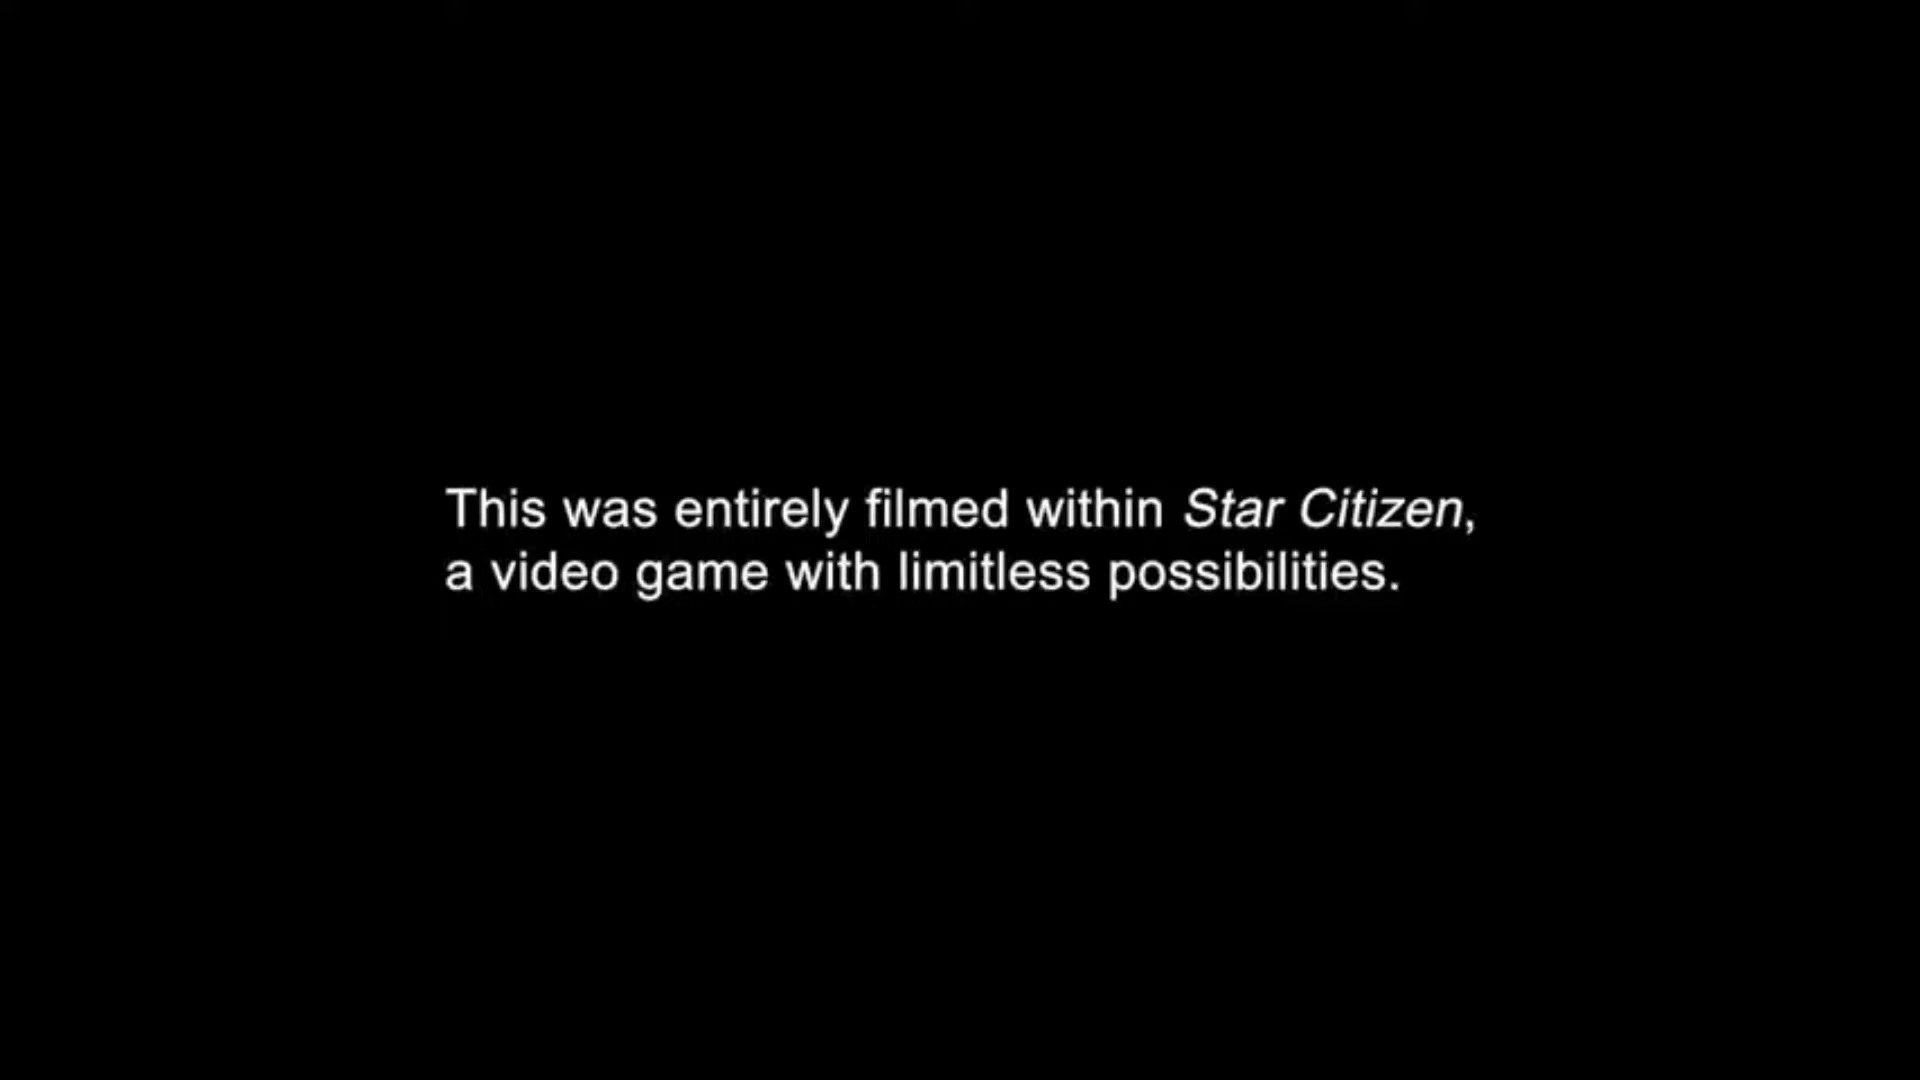 This was entirely filmed within Star Citizen,
a video game with limitless possibilities.